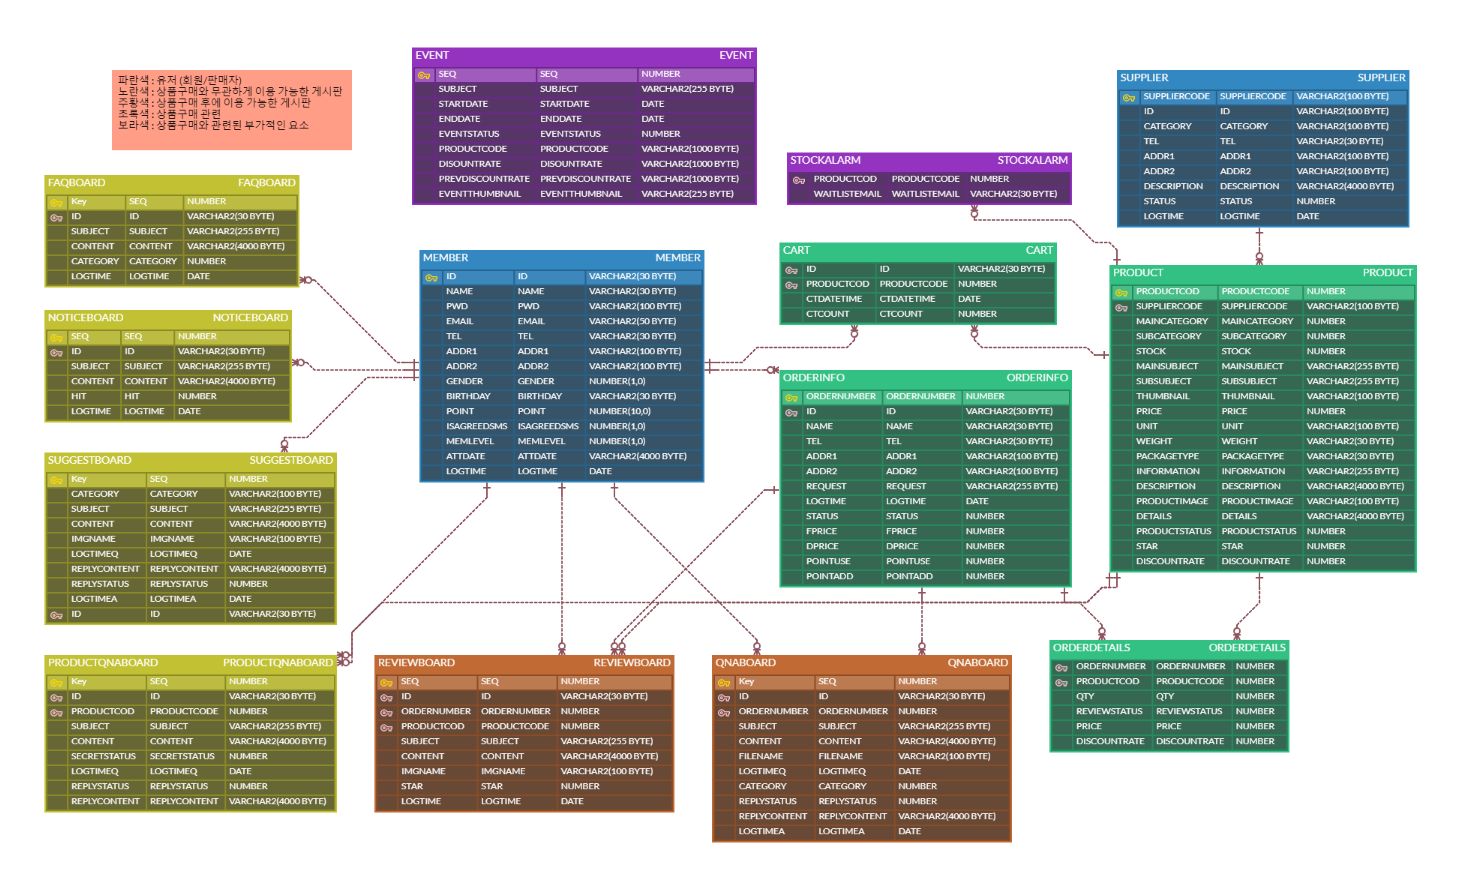 파란색 : 유저 (회원/판매자)
노란색 : 상품구매와 무관하게 이용 가능한 게시판
주황색 : 상품구매 후에 이용 가능한 게시판
초록색 : 상품구매 관련
보라색 : 상품구매와 관련된 부가적인 요소
EVENT EVENT
SEQ SEQ NUMBER
SUBJECT SUBJECT VARCHAR2(255 BYTE)
STARTDATE STARTDATE DATE
ENDDATE ENDDATE DATE
EVENTSTATUS EVENTSTATUS NUMBER
PRODUCTCODE PRODUCTCODE VARCHAR2(1000 BYTE)
DISOUNTRATE DISOUNTRATE VARCHAR2(1000 BYTE)
PREVDISCOUNTRATE PREVDISCOUNTRATE VARCHAR2(1000 BYTE)
EVENTTHUMBNAIL EVENTTHUMBNAIL VARCHAR2(255 BYTE)
SUPPLIER SUPPLIER
SUPPLIERCODE SUPPLIERCODE VARCHAR2(100 BYTE)
ID ID VARCHAR2(100 BYTE)
CATEGORY CATEGORY VARCHAR2(100 BYTE)
TEL TEL VARCHAR2(30 BYTE)
ADDR1 ADDR1 VARCHAR2(100 BYTE)
ADDR2 ADDR2 VARCHAR2(100 BYTE)
DESCRIPTION DESCRIPTION VARCHAR2(4000 BYTE)
STATUS STATUS NUMBER
LOGTIME LOGTIME DATE
STOCKALARM STOCKALARM
PRODUCTCOD PRODUCTCODE NUMBER
WAITLISTEMAIL WAITLISTEMAIL VARCHAR2(30 BYTE)
FAQBOARD FAQBOARD
Key SEQ NUMBER
ID ID VARCHAR2(30 BYTE)
SUBJECT SUBJECT VARCHAR2(255 BYTE)
CONTENT CONTENT VARCHAR2(4000 BYTE)
CATEGORY CATEGORY NUMBER
LOGTIME LOGTIME DATE
MEMBER MEMBER
ID ID VARCHAR2(30 BYTE)
NAME NAME VARCHAR2(30 BYTE)
PWD PWD VARCHAR2(100 BYTE)
EMAIL EMAIL VARCHAR2(50 BYTE)
TEL TEL VARCHAR2(30 BYTE)
ADDR1 ADDR1 VARCHAR2(100 BYTE)
ADDR2 ADDR2 VARCHAR2(100 BYTE)
GENDER GENDER NUMBER(1,0)
BIRTHDAY BIRTHDAY VARCHAR2(30 BYTE)
POINT POINT NUMBER(10,0)
ISAGREEDSMS ISAGREEDSMS NUMBER(1,0)
MEMLEVEL MEMLEVEL NUMBER(1,0)
ATTDATE ATTDATE VARCHAR2(4000 BYTE)
LOGTIME LOGTIME DATE
CART CART
ID ID VARCHAR2(30 BYTE)
PRODUCTCOD PRODUCTCODE NUMBER
CTDATETIME CTDATETIME DATE
CTCOUNT CTCOUNT NUMBER
PRODUCT PRODUCT
PRODUCTCOD PRODUCTCODE NUMBER
SUPPLIERCODE SUPPLIERCODE VARCHAR2(100 BYTE)
MAINCATEGORY MAINCATEGORY NUMBER
SUBCATEGORY SUBCATEGORY NUMBER
STOCK STOCK NUMBER
MAINSUBJECT MAINSUBJECT VARCHAR2(255 BYTE)
SUBSUBJECT SUBSUBJECT VARCHAR2(255 BYTE)
THUMBNAIL THUMBNAIL VARCHAR2(100 BYTE)
PRICE PRICE NUMBER
UNIT UNIT VARCHAR2(100 BYTE)
WEIGHT WEIGHT VARCHAR2(30 BYTE)
PACKAGETYPE PACKAGETYPE VARCHAR2(30 BYTE)
INFORMATION INFORMATION VARCHAR2(255 BYTE)
DESCRIPTION DESCRIPTION VARCHAR2(4000 BYTE)
PRODUCTIMAGE PRODUCTIMAGE VARCHAR2(100 BYTE)
DETAILS DETAILS VARCHAR2(4000 BYTE)
PRODUCTSTATUS PRODUCTSTATUS NUMBER
STAR STAR NUMBER
DISCOUNTRATE DISCOUNTRATE NUMBER
NOTICEBOARD NOTICEBOARD
SEQ SEQ NUMBER
ID ID VARCHAR2(30 BYTE)
SUBJECT SUBJECT VARCHAR2(255 BYTE)
CONTENT CONTENT VARCHAR2(4000 BYTE)
HIT HIT NUMBER
LOGTIME LOGTIME DATE
ORDERINFO ORDERINFO
ORDERNUMBER ORDERNUMBER NUMBER
ID ID VARCHAR2(30 BYTE)
NAME NAME VARCHAR2(30 BYTE)
TEL TEL VARCHAR2(30 BYTE)
ADDR1 ADDR1 VARCHAR2(100 BYTE)
ADDR2 ADDR2 VARCHAR2(100 BYTE)
REQUEST REQUEST VARCHAR2(255 BYTE)
LOGTIME LOGTIME DATE
STATUS STATUS NUMBER
FPRICE FPRICE NUMBER
DPRICE DPRICE NUMBER
POINTUSE POINTUSE NUMBER
POINTADD POINTADD NUMBER
SUGGESTBOARD SUGGESTBOARD
Key SEQ NUMBER
CATEGORY CATEGORY VARCHAR2(100 BYTE)
SUBJECT SUBJECT VARCHAR2(255 BYTE)
CONTENT CONTENT VARCHAR2(4000 BYTE)
IMGNAME IMGNAME VARCHAR2(100 BYTE)
LOGTIMEQ LOGTIMEQ DATE
REPLYCONTENT REPLYCONTENT VARCHAR2(4000 BYTE)
REPLYSTATUS REPLYSTATUS NUMBER
LOGTIMEA LOGTIMEA DATE
ID ID VARCHAR2(30 BYTE)
PRODUCTQNABOARD PRODUCTQNABOARD
Key SEQ NUMBER
ID ID VARCHAR2(30 BYTE)
PRODUCTCOD PRODUCTCODE NUMBER
SUBJECT SUBJECT VARCHAR2(255 BYTE)
CONTENT CONTENT VARCHAR2(4000 BYTE)
SECRETSTATUS SECRETSTATUS NUMBER
LOGTIMEQ LOGTIMEQ DATE
REPLYSTATUS REPLYSTATUS NUMBER
REPLYCONTENT REPLYCONTENT VARCHAR2(4000 BYTE)
REVIEWBOARD REVIEWBOARD
SEQ SEQ NUMBER
ID ID VARCHAR2(30 BYTE)
ORDERNUMBER ORDERNUMBER NUMBER
PRODUCTCOD PRODUCTCODE NUMBER
SUBJECT SUBJECT VARCHAR2(255 BYTE)
CONTENT CONTENT VARCHAR2(4000 BYTE)
IMGNAME IMGNAME VARCHAR2(100 BYTE)
STAR STAR NUMBER
LOGTIME LOGTIME DATE
QNABOARD QNABOARD
Key SEQ NUMBER
ID ID VARCHAR2(30 BYTE)
ORDERNUMBER ORDERNUMBER NUMBER
SUBJECT SUBJECT VARCHAR2(255 BYTE)
CONTENT CONTENT VARCHAR2(4000 BYTE)
FILENAME FILENAME VARCHAR2(100 BYTE)
LOGTIMEQ LOGTIMEQ DATE
CATEGORY CATEGORY NUMBER
REPLYSTATUS REPLYSTATUS NUMBER
REPLYCONTENT REPLYCONTENT VARCHAR2(4000 BYTE)
LOGTIMEA LOGTIMEA DATE
ORDERDETAILS ORDERDETAILS
ORDERNUMBER ORDERNUMBER NUMBER
PRODUCTCOD PRODUCTCODE NUMBER
QTY QTY NUMBER
REVIEWSTATUS REVIEWSTATUS NUMBER
PRICE PRICE NUMBER
DISCOUNTRATE DISCOUNTRATE NUMBER